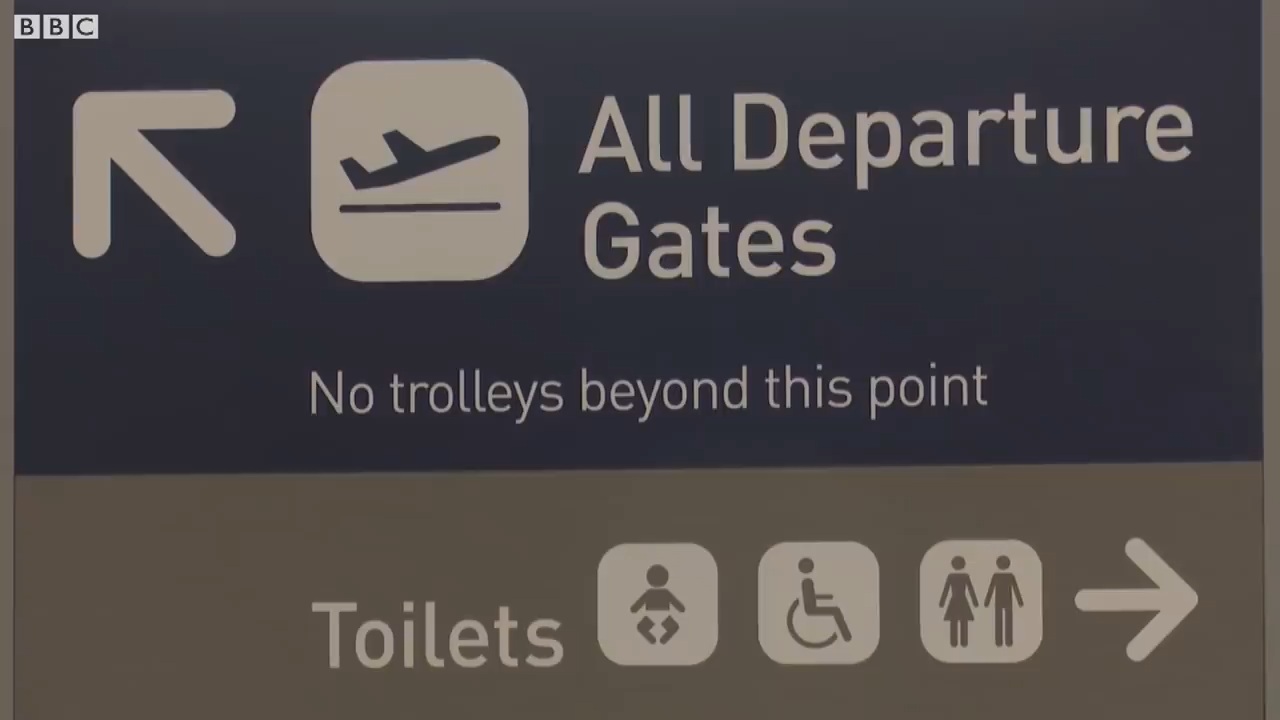 BBC
All Departure
Gates
No trolleys beyond this point
Toilets